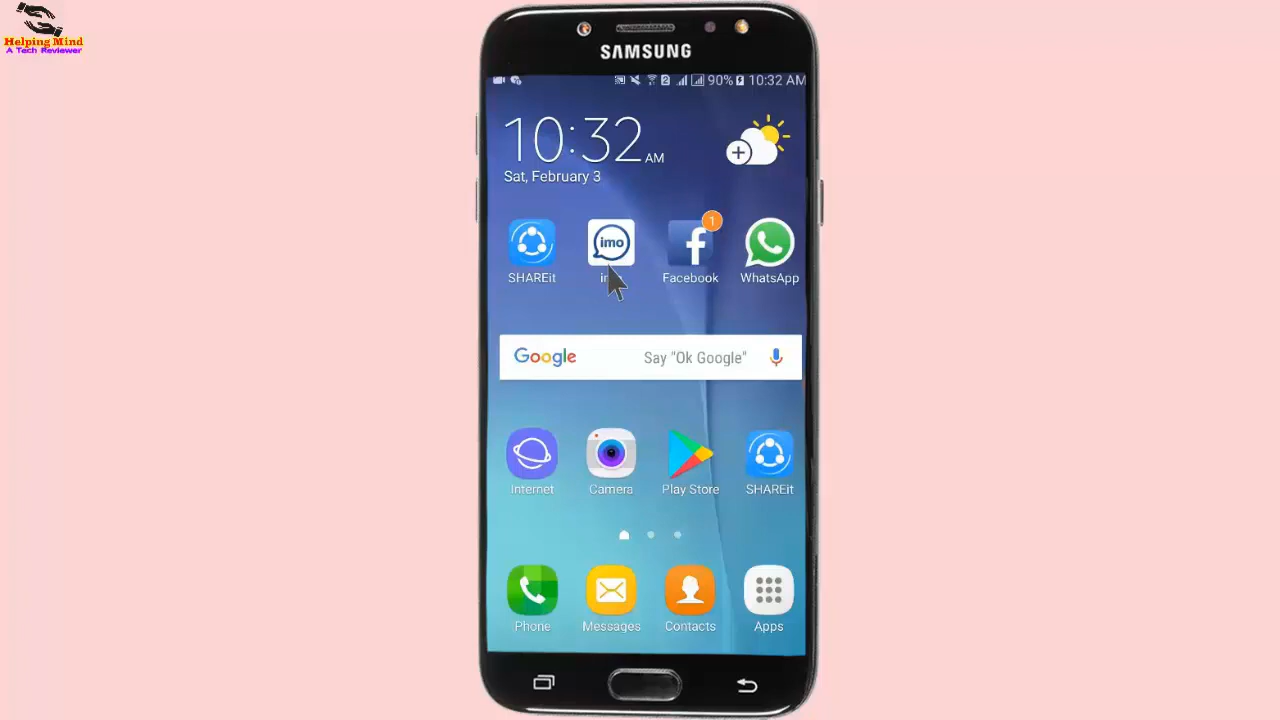 Helping Mind
A Tech Reviewer
SAMSUNG
2 90% 10:32 AM
10:32 AM
Sat, February 3
imo
f
1
SHAREit
Facebook
WhatsApp
Google Say "Ok Google"
Internet
Camera
Play Store
SHAREit
Phone
Messages
Contacts
Apps